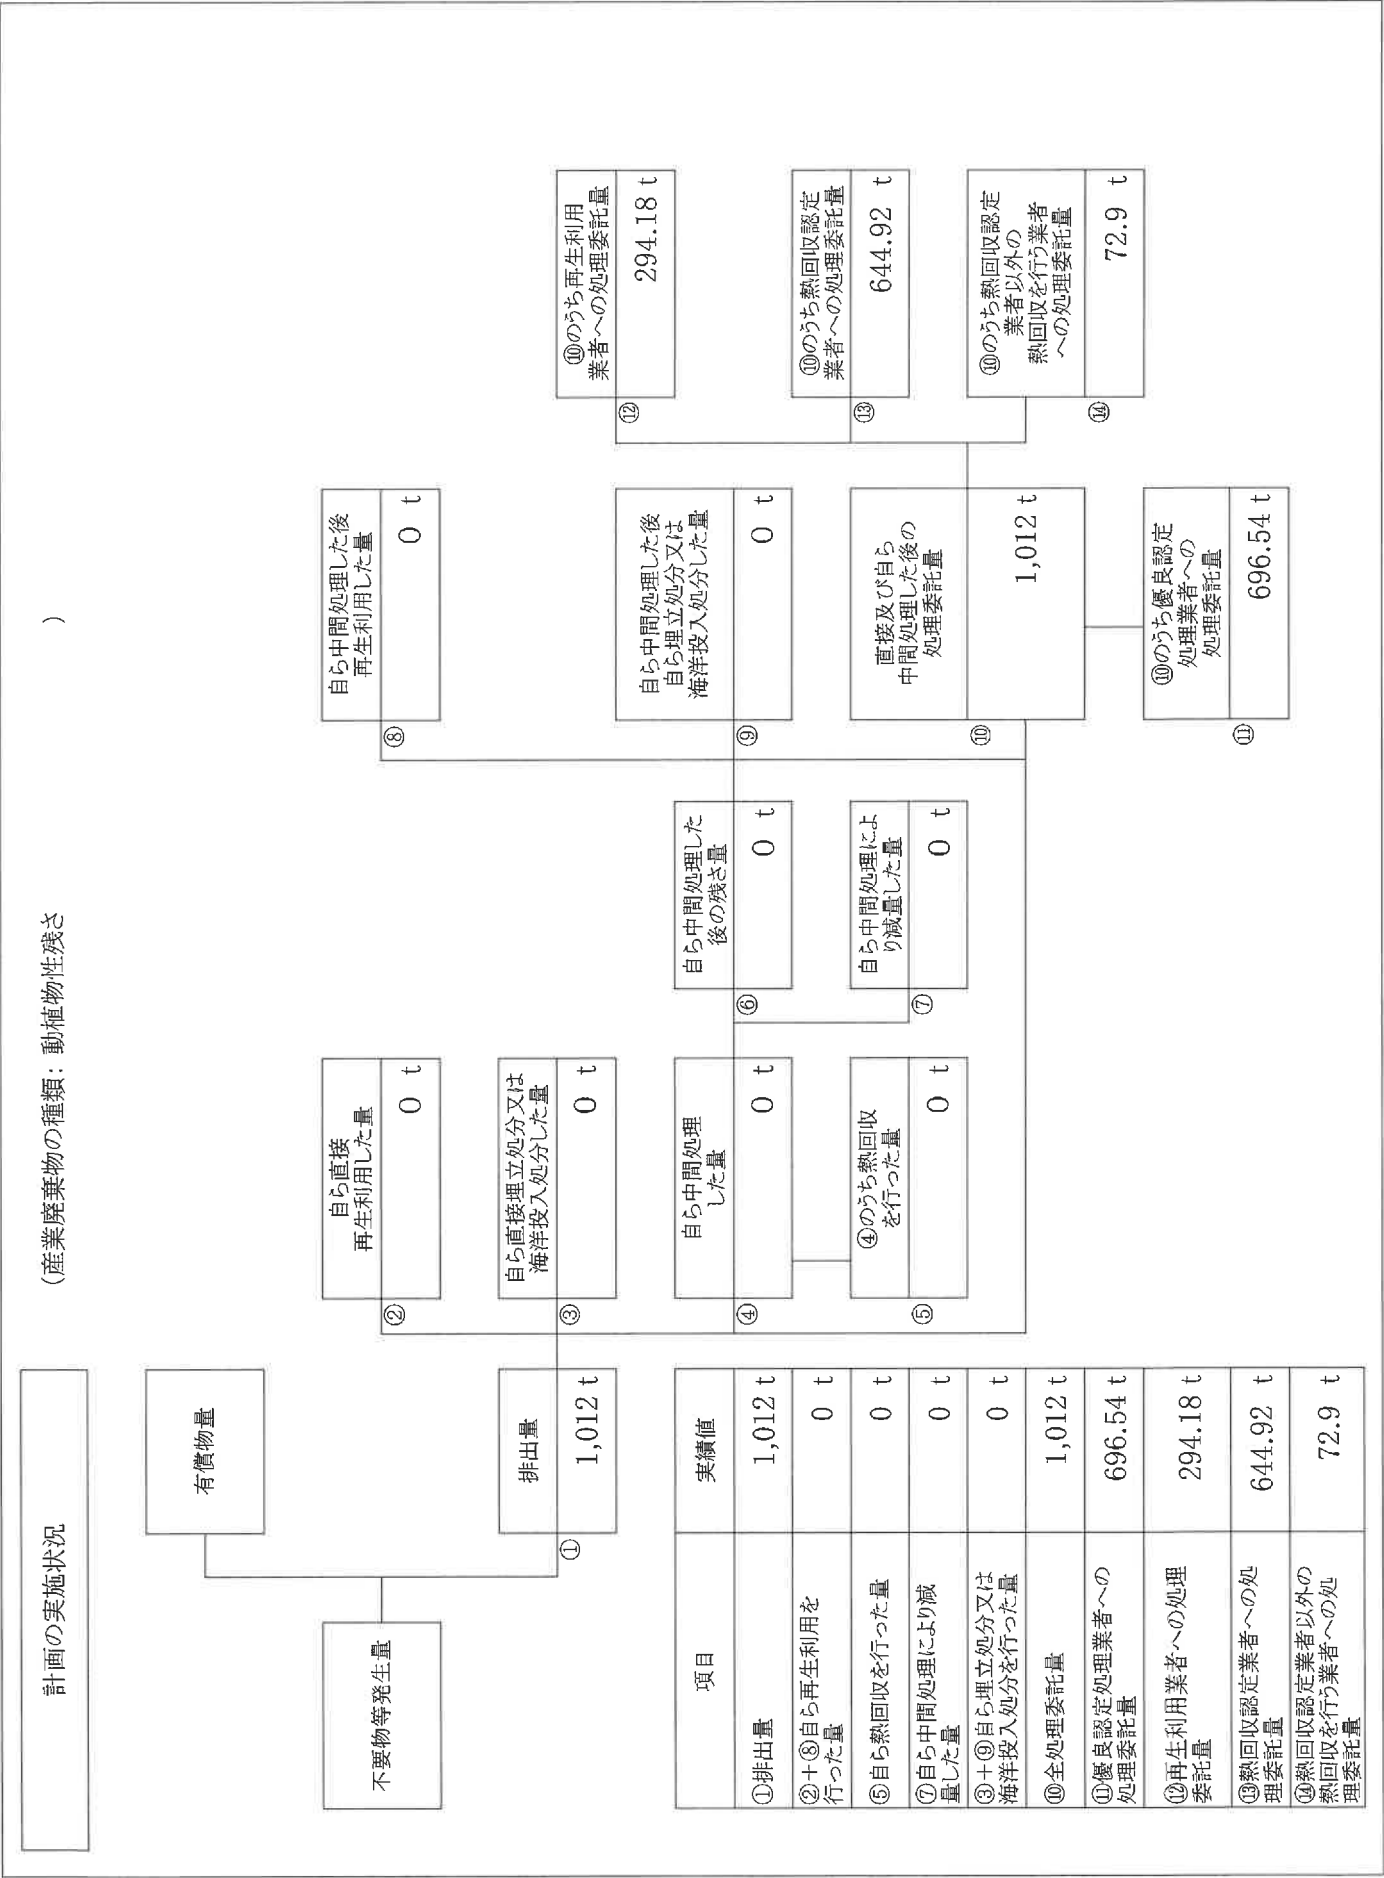 計画の実施状況
(産業廃棄物の種類: 動植物性残さ )
不要物等発生量
有償物量
①
排出量
1,012 t
②
自ら直接
再生利用した量
0 t
③
自ら直接埋立処分又は
海洋投入処分した量
0 t
④
自ら中間処理
した量
0 t
⑤
④のうち熱回収
を行った量
0 t
⑥
自ら中間処理した
後の残さ量
0 t
⑦
自ら中間処理によ
り減量した量
0 t
⑧
自ら中間処理した後
再生利用した量
0 t
⑨
自ら中間処理した後
自ら埋立処分又は
海洋投入処分した量
0 t
⑩
直接及び自ら
中間処理した後の
処理委託量
1,012 t
⑪
⑩のうち優良認定
処理業者への
処理委託量
696.54 t
⑫
⑩のうち再生利用
業者への処理委託量
294.18 t
⑬
⑩のうち熱回収認定
業者への処理委託量
644.92 t
⑭
⑩のうち熱回収認定
業者以外の
熱回収を行う業者
への処理委託量
72.9 t
項目 実績値
①排出量 1,012 t
②+⑧自ら再生利用を
行った量 0 t
⑤自ら熱回収を行った量 0 t
⑦自ら中間処理により減
量した量 0 t
③+⑨自ら埋立処分又は
海洋投入処分を行った量 0 t
⑩全処理委託量 1,012 t
⑪優良認定処理業者への
処理委託量 696.54 t
⑫再生利用業者への処理
委託量 294.18 t
⑬熱回収認定業者への処
理委託量 644.92 t
⑭熱回収認定業者以外の
熱回収を行う業者への処
理委託量 72.9 t